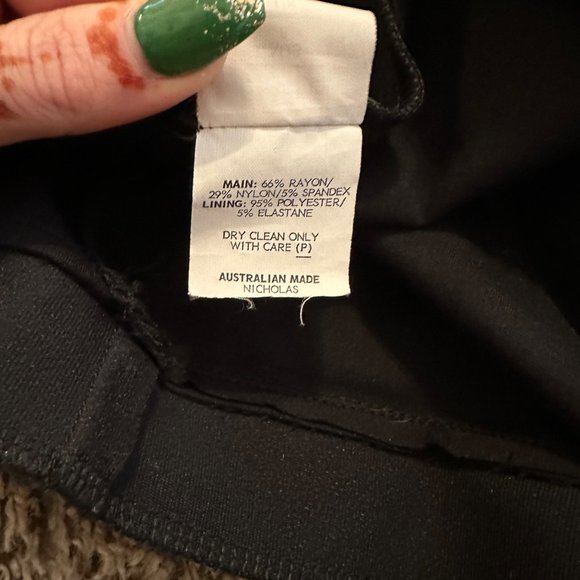 MAIN: 66% RAYON/
29% NYLON/5% SPANDEX
LINING: 95% POLYESTER/
5% ELASTANE
DRY CLEAN ONLY
WITH CARE (P)
AUSTRALIAN MADE
NICHOLAS